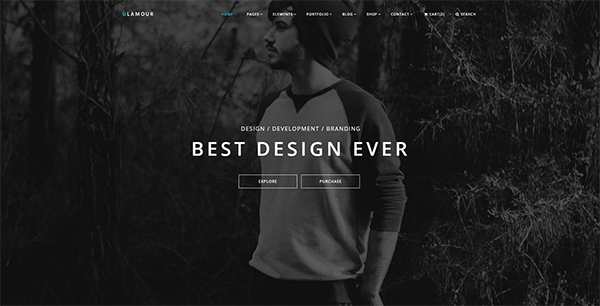 GLAMOUR HOME PAGES ELEMENTS PORTFOLIO BLOG SHOP CONTACT CART(0) SEARCH
DESIGN / DEVELOPMENT / BRANDING
BEST DESIGN EVER
EXPLORE PURCHASE